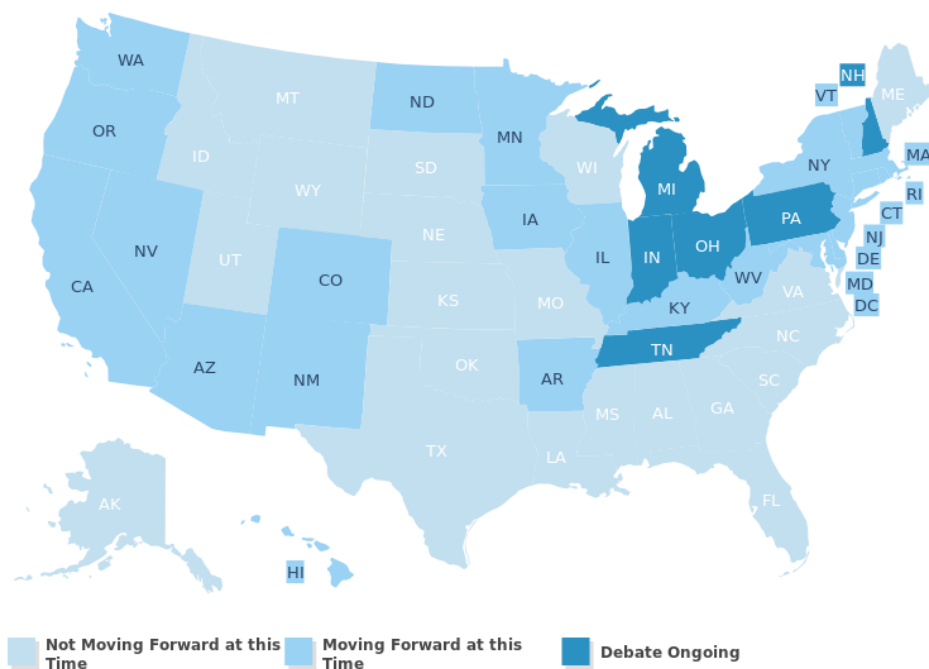 WA
MT
ND
MN
OR
ID
SD
WI
WY
MI
NH
VT
ME
NY
MA
RI
CT
NJ
DE
MD
DC
NV
UT
NE
IA
IL
IN
OH
PA
WV
VA
CA
CO
KS
MO
KY
TN
NC
AZ
NM
OK
AR
SC
TX
LA
MS
AL
GA
FL
AK
HI
Not Moving Forward at this
Time
Moving Forward at this
Time
Debate Ongoing